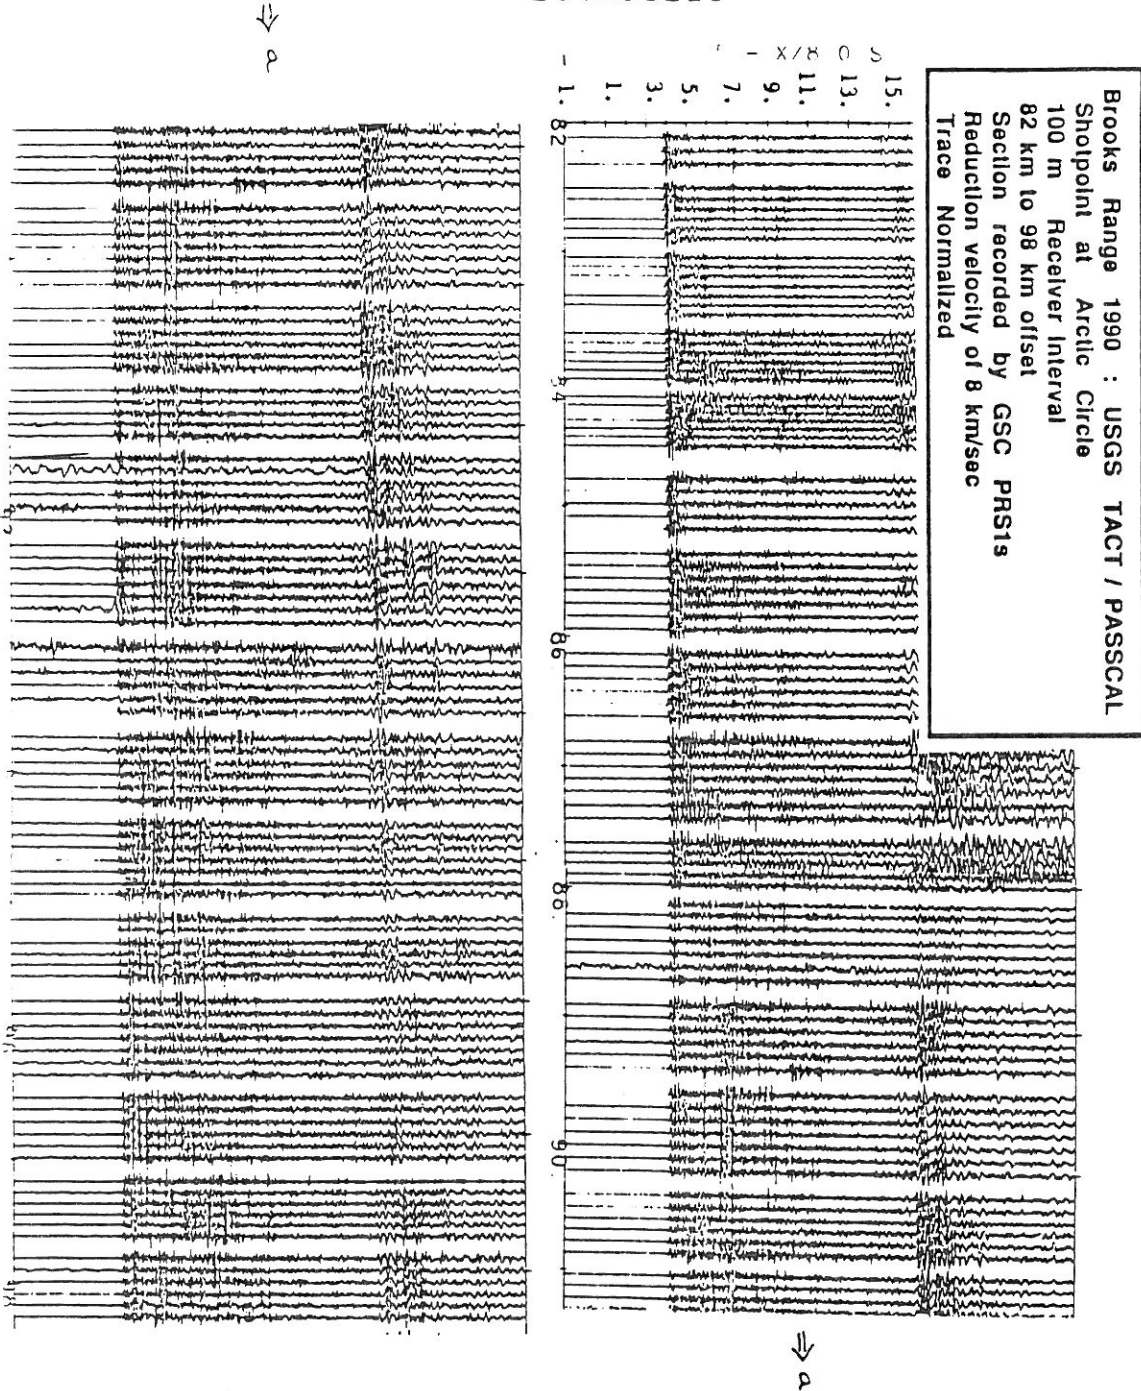 Brooks Range 1990 : USGS TACT / PASSCAL
Shotpoint at Arctic Circle
100 m Receiver Interval
82 km to 98 km offset
Section recorded by GSC PRS1s
Reduction velocity of 8 km/sec
Trace Normalized
15.
13.
11.
9.
7.
5.
3.
1.
1.
82
84
86
88.
90.
a
a